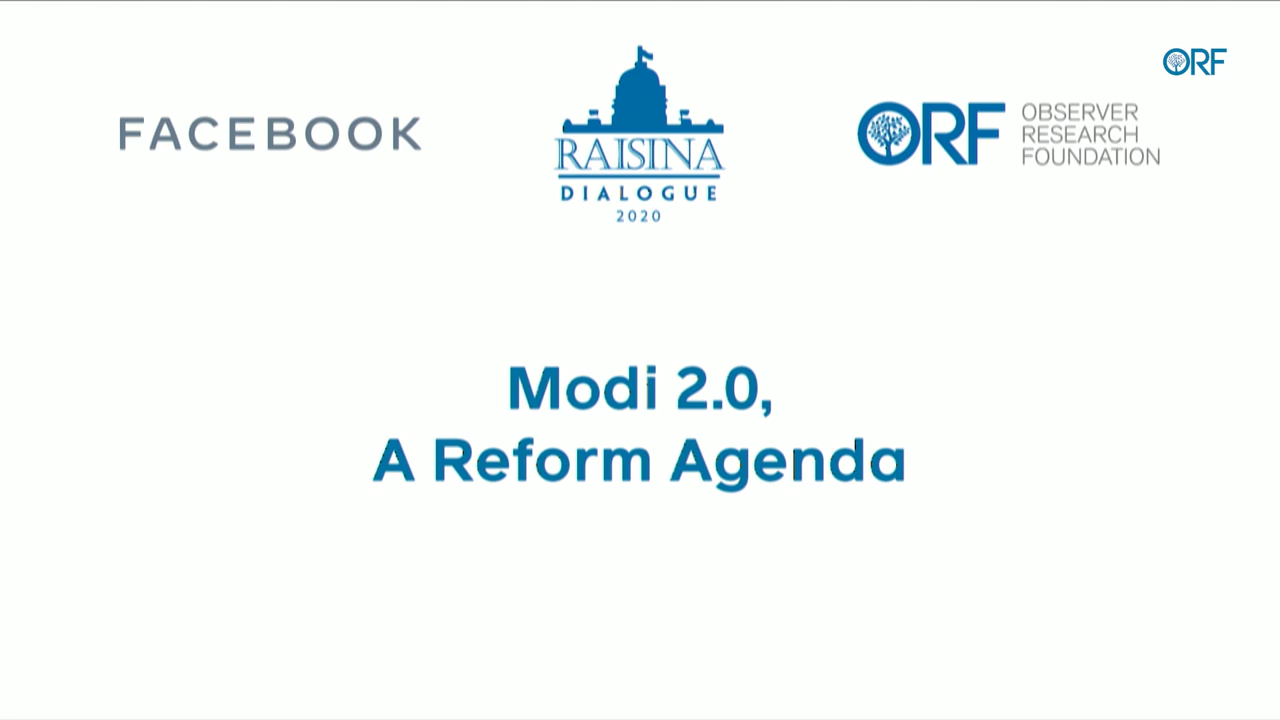 ORF
FACEBOOK
RAISINA
DIALOGUE
2020
ORF
OBSERVER
RESEARCH
FOUNDATION
Modi 2.0,
A Reform Agenda